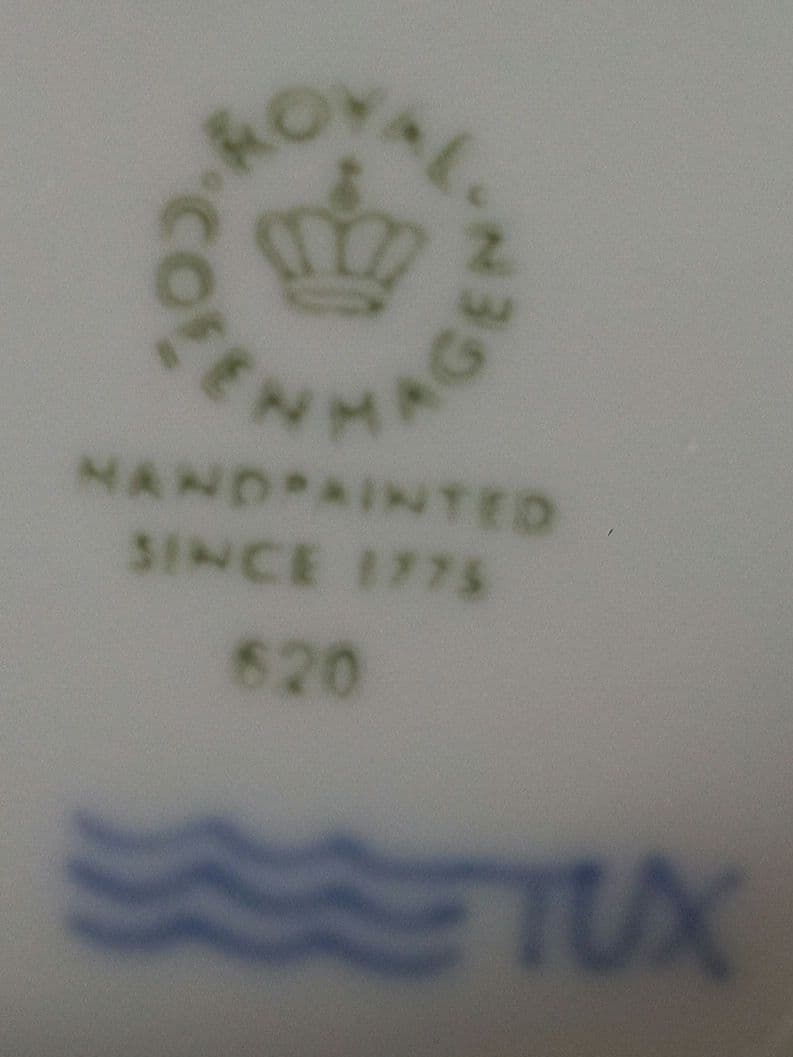 ROYAL
COPENHAGEN
HANDPAINTED
SINCE 1775
620
TUX